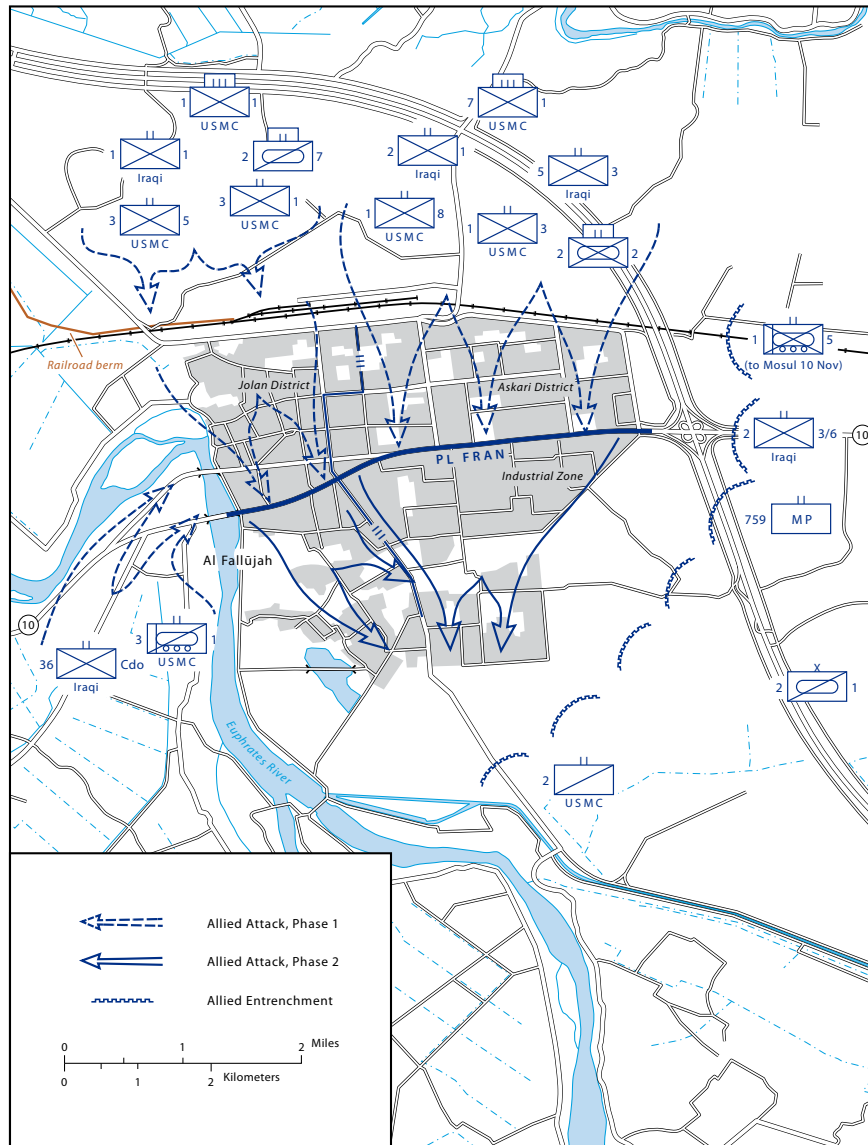 1 1
USMC
7 1
USMC
1 1
Iraqi
2 7
2 1
Iraqi
5 3
Iraqi
3 5
USMC
3 1
USMC
1 8
USMC
1 3
USMC
2 2
1 5
(to Mosul 10 Nov)
Railroad berm
Jolan District
Askari District
2 3/6
Iraqi
10
PL FRAN
Industrial Zone
759 MP
Al Fallūjah
10
36 Cdo
Iraqi
3 1
USMC
X
2 1
Euphrates River
2
USMC
Allied Attack, Phase 1
Allied Attack, Phase 2
Allied Entrenchment
0 1 2 Miles
0 1 2 Kilometers